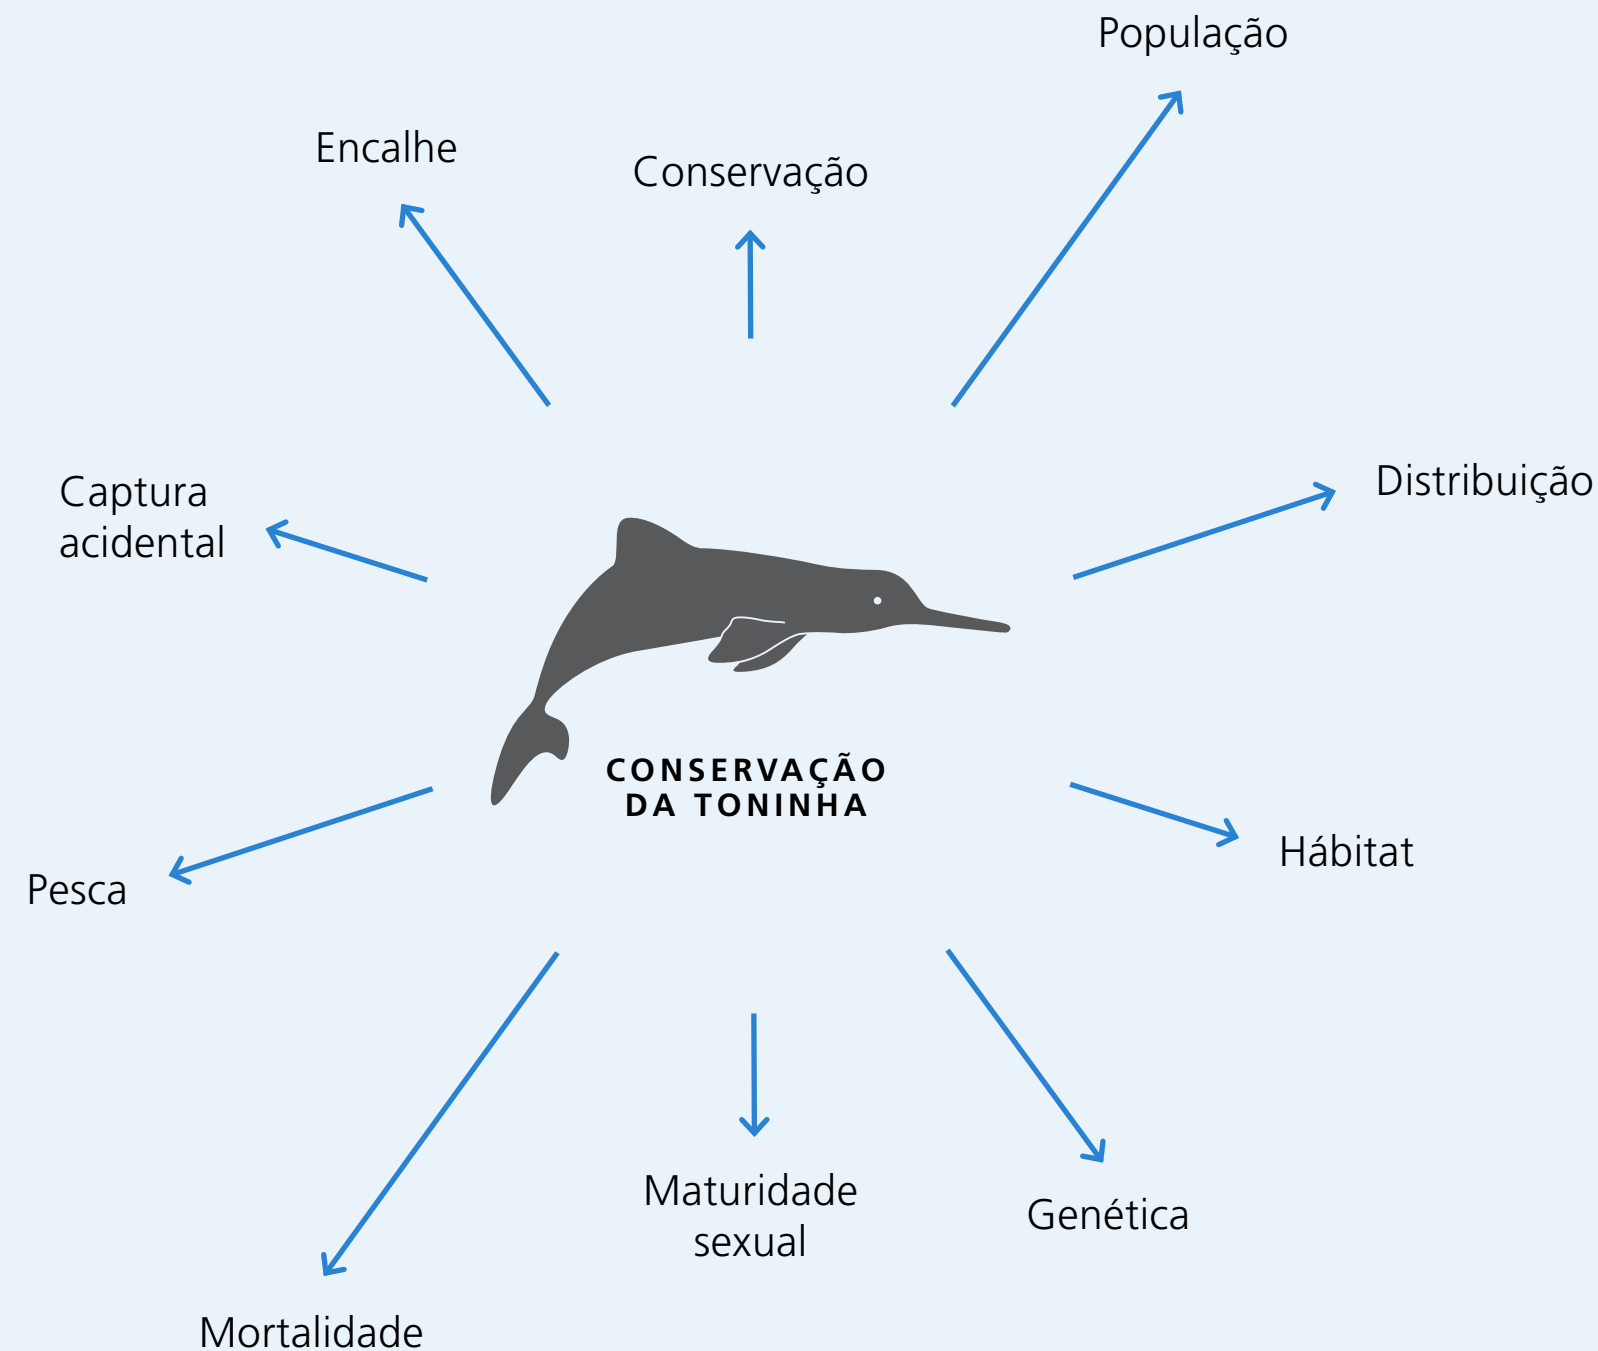 População
Encalhe
Conservação
Captura
acidental
Distribuição
CONSERVAÇÃO
DA TONINHA
Hábitat
Pesca
Maturidade
sexual
Genética
Mortalidade